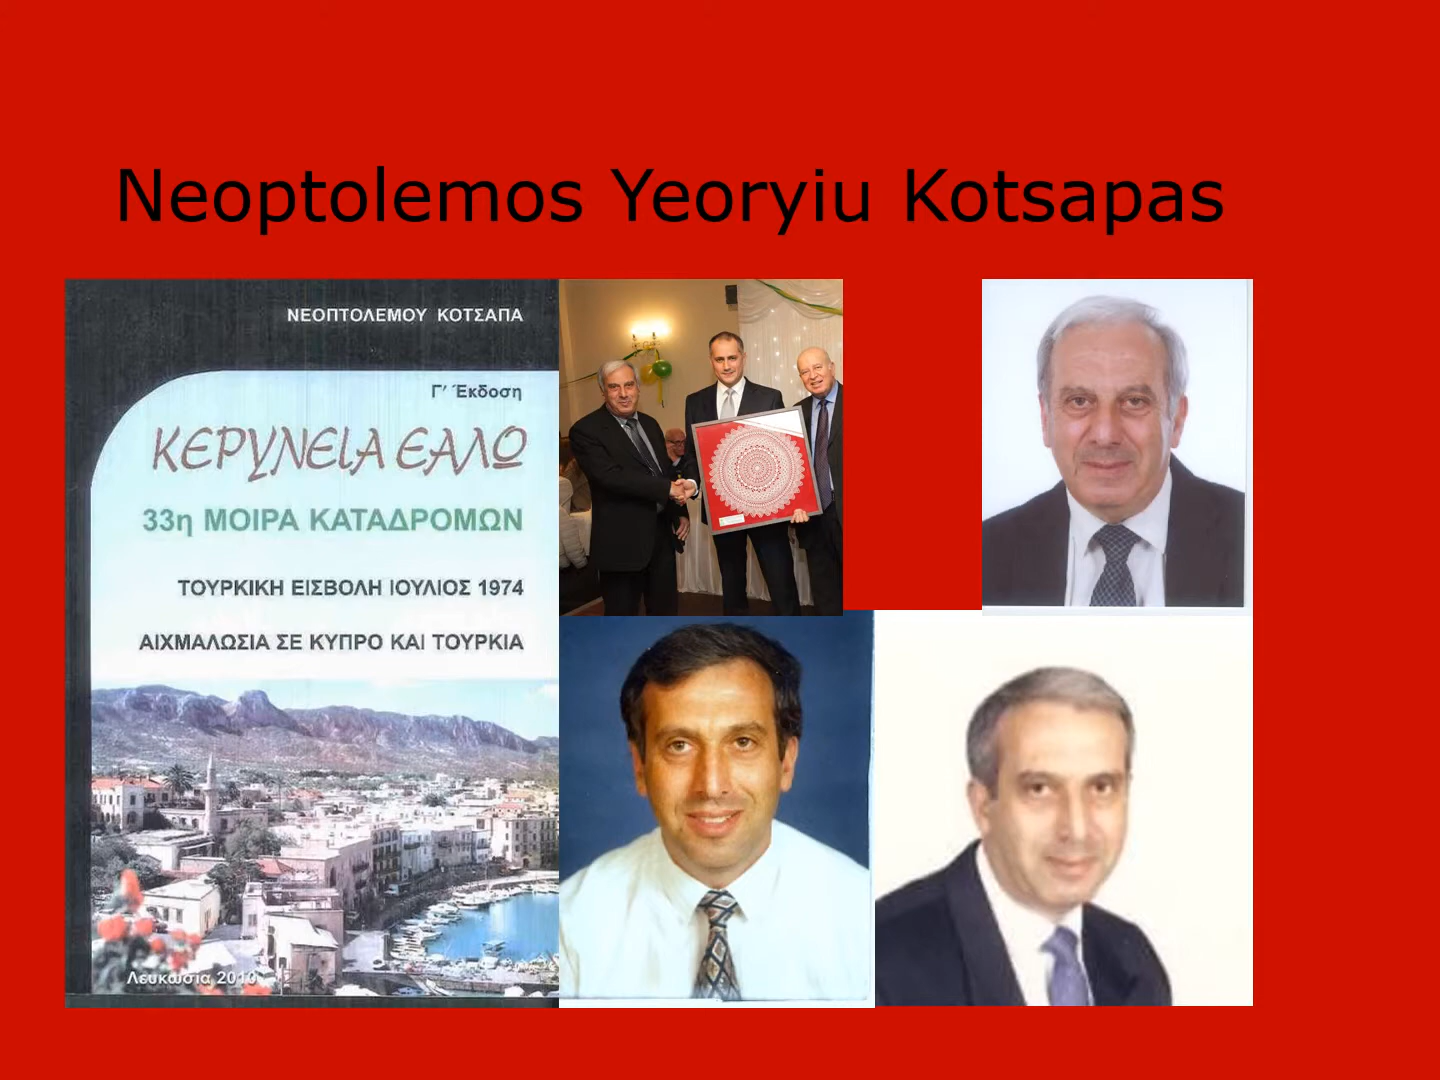 Neoptolemos Yeoryiu Kotsapas
ΝΕΟΠΤΟΛΕΜΟΥ ΚΟΤΣΑΠΑ
Γ΄ Έκδοση
ΚΕΡΥΝΕΙΑ ΕΑΛΩ
33η ΜΟΙΡΑ ΚΑΤΑΔΡΟΜΩΝ
ΤΟΥΡΚΙΚΗ ΕΙΣΒΟΛΗ ΙΟΥΛΙΟΣ 1974
ΑΙΧΜΑΛΩΣΙΑ ΣΕ ΚΥΠΡΟ ΚΑΙ ΤΟΥΡΚΙΑ
Λευκωσία 2010